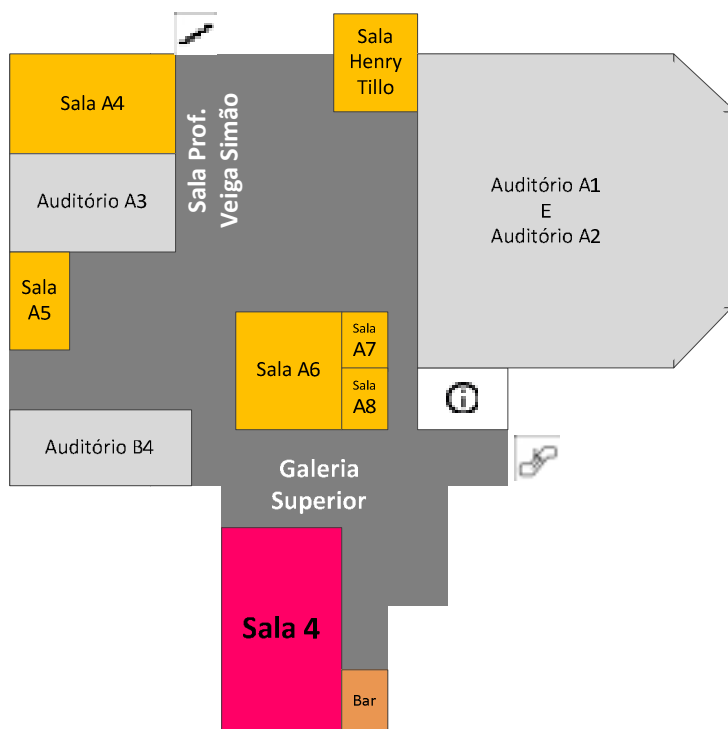 Sala
Henry
Tillo
Sala A4
Sala Prof.
Veiga Simão
Auditório A3
Auditório A1
E
Auditório A2
Sala
A5
Sala A6
Sala
A7
Sala
A8
Auditório B4
Galeria
Superior
Sala 4
Bar